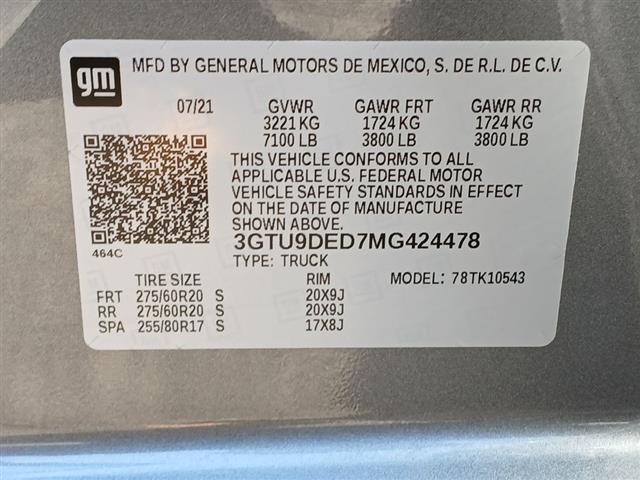 gm
MFD BY GENERAL MOTORS DE MEXICO, S. DE R.L. DE C.V.
07/21 GVWR GAWR FRT GAWR RR
3221 KG 1724 KG 1724 KG
7100 LB 3800 LB 3800 LB
THIS VEHICLE CONFORMS TO ALL
APPLICABLE U.S. FEDERAL MOTOR
VEHICLE SAFETY STANDARDS IN EFFECT
ON THE DATE OF MANUFACTURE
SHOWN ABOVE.
464C
3GTU9DED7MG424478
TYPE: TRUCK MODEL: 78TK10543
TIRE SIZE RIM
FRT 275/60R20 S 20X9J
RR 275/60R20 S 20X9J
SPA 255/80R17 S 17X8J